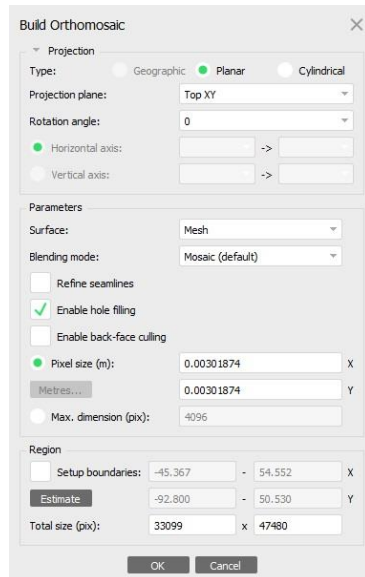 Build Orthomosaic
Projection
Type: Geographic Planar Cylindrical
Projection plane: Top XY
Rotation angle: 0
Horizontal axis: ->
Vertical axis: ->
Parameters
Surface: Mesh
Blending mode: Mosaic (default)
Refine seamlines
Enable hole filling
Enable back-face culling
Pixel size (m): 0.00301874 X
Metres... 0.00301874 Y
Max. dimension (pix): 4096
Region
Setup boundaries: -45.367 - 54.552 X
Estimate -92.800 - 50.530 Y
Total size (pix): 33099 x 47480
OK Cancel